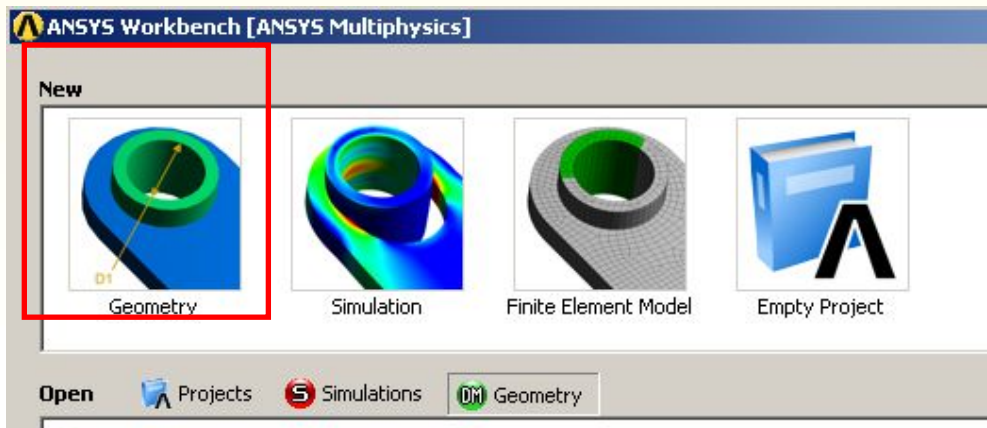 ANSYS Workbench [ANSYS Multiphysics]
New
D1
Geometry Simulation Finite Element Model Empty Project
Open Projects S Simulations DM Geometry